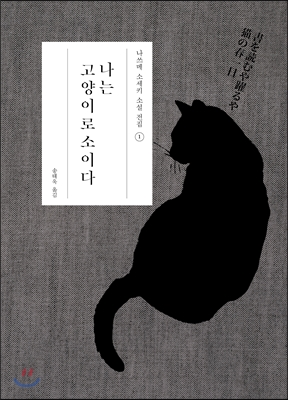 書を読むや躍るや
猫の春一日
나쓰메 소세키 소설 전집 1
나는
고양이로소이다
송태욱 옮김